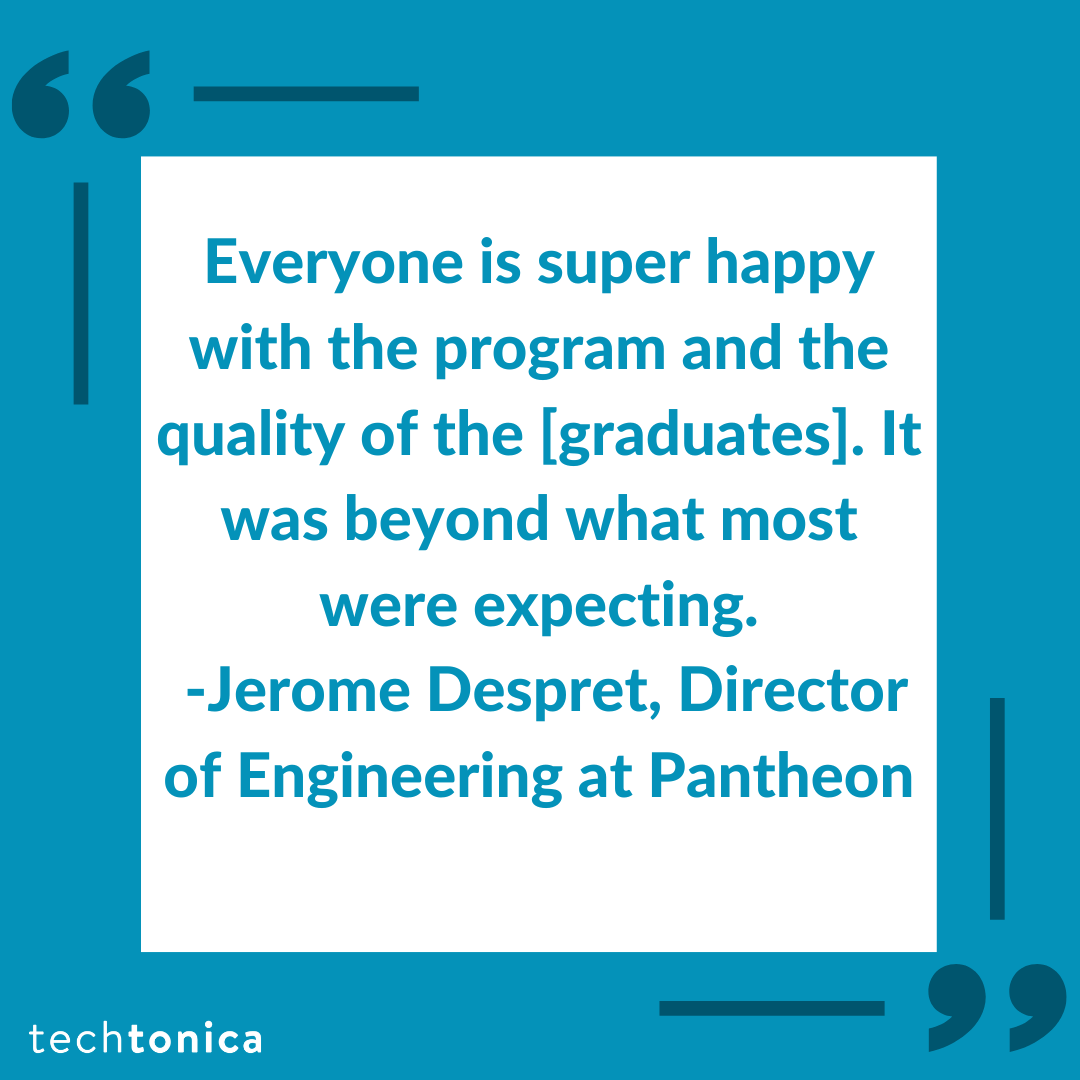 Everyone is super happy
with the program and the
quality of the [graduates]. It
was beyond what most
were expecting.
-Jerome Despret, Director
of Engineering at Pantheon
techtonica